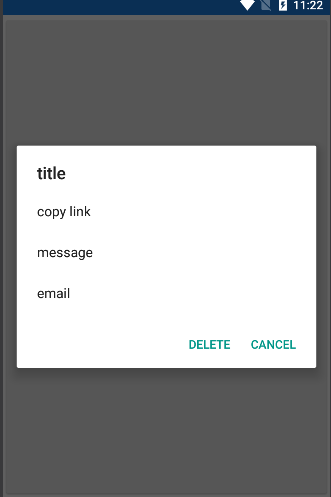 11:22
title
copy link
message
email
DELETE CANCEL